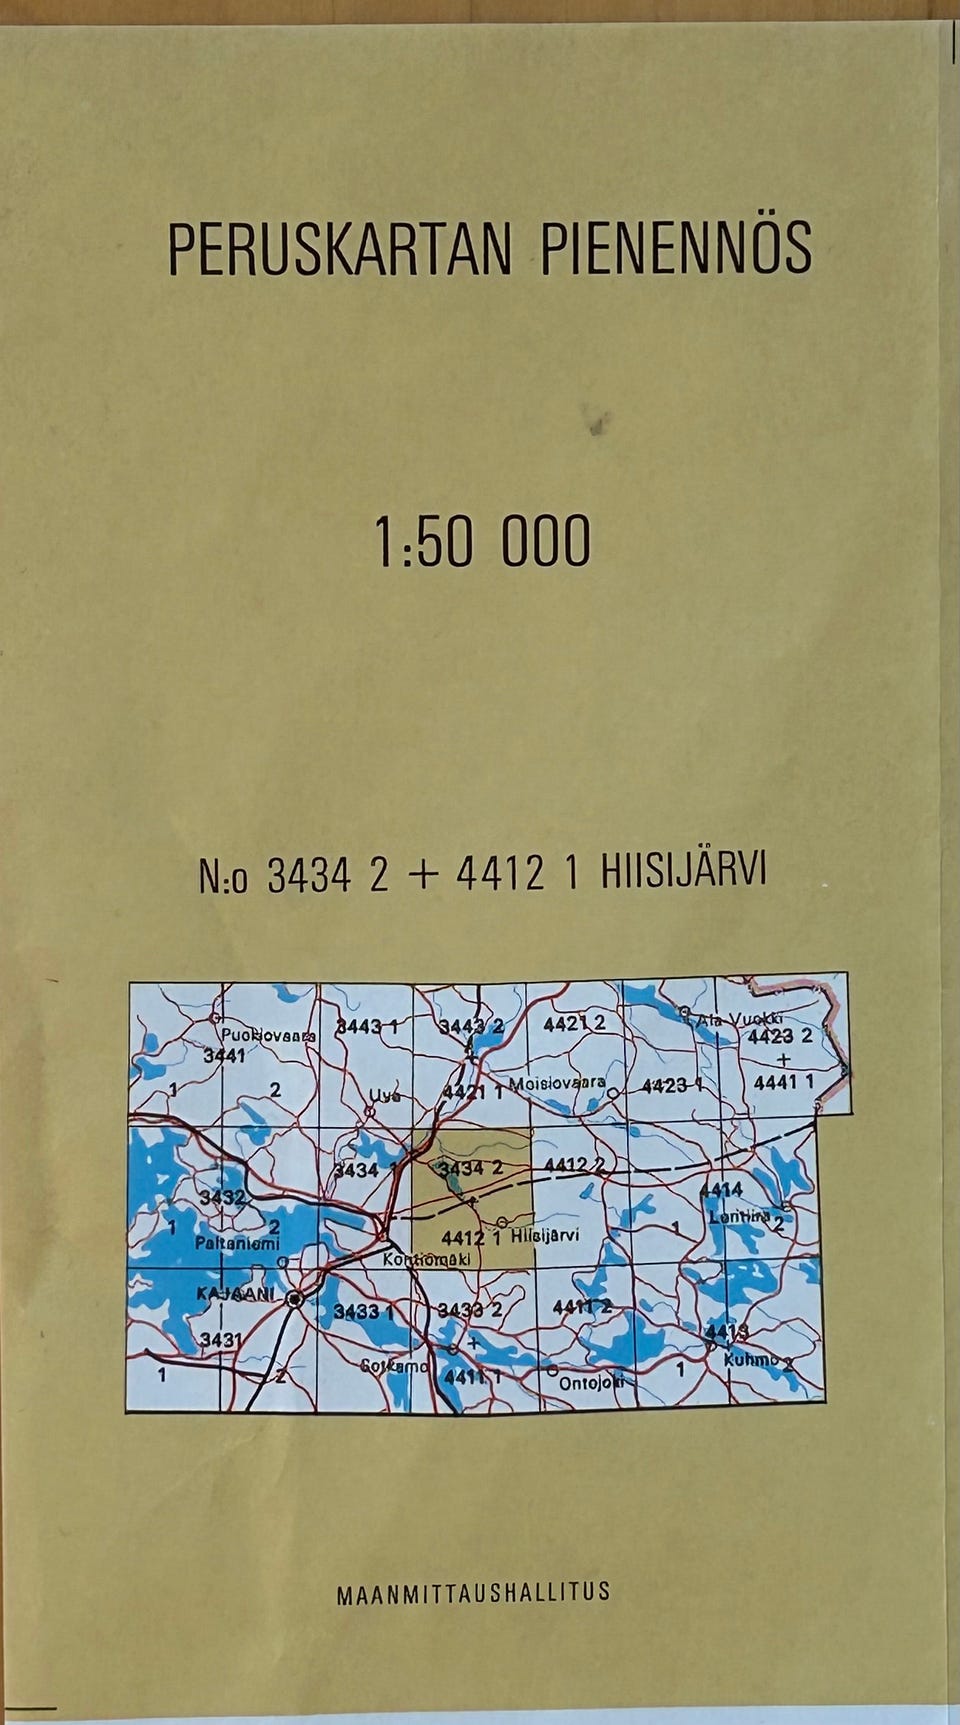 PERUSKARTAN PIENENNÖS
1:50 000
N:o 3434 2 + 4412 1 HIISIJÄRVI
Puokiovaara
3441
1
2
3443 1
3443 2
+
4421 1
4421 2
Ala-Vuokki
4423 2
+
4441 1
4423 1
Moisiovaara
Uva
3432
1
2
Paltaniemi
3434 1
3434 2
+
4412 1
Hiisijärvi
4412 2
4414
1
Lentiira
2
Kontiomäki
KAJAANI
3431
1
2
3433 1
3433 2
+
4411 1
4411 2
Sotkamo
Ontojoki
4413
1
Kuhmo
2
MAANMITTAUSHALLITUS